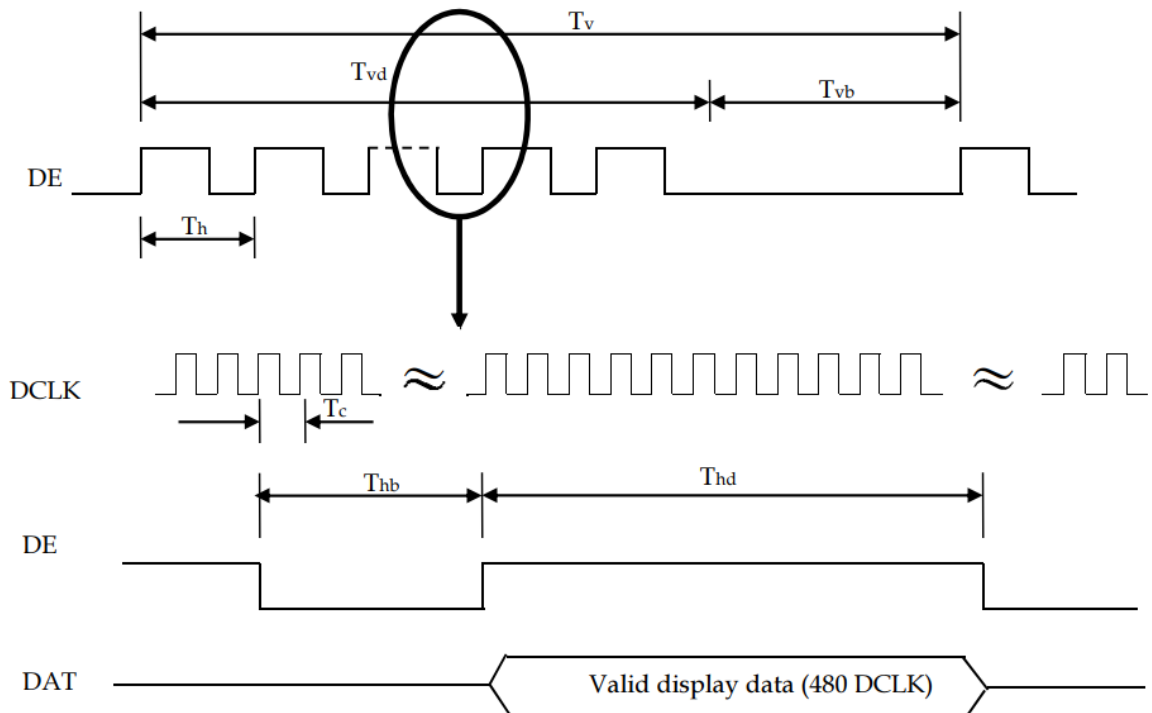 Tv
Tvd
Tvb
DE
Th
DCLK
Tc
Thb
Thd
DE
DAT
Valid display data (480 DCLK)